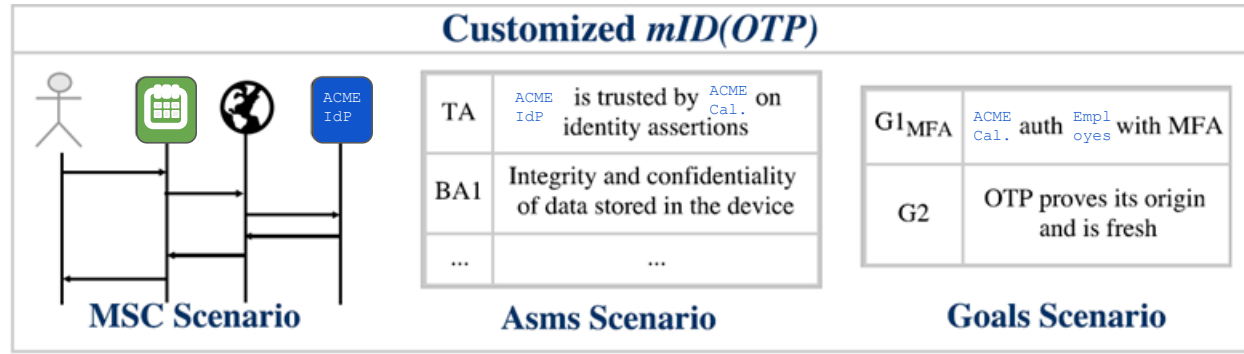 Customized mID(OTP)
ACME
IdP
TA
ACME
IdP
is trusted by
ACME
Cal.
on
identity assertions
BA1
Integrity and confidentiality
of data stored in the device
...
...
G1MFA
ACME
Cal.
auth
Empl
oyes
with MFA
G2
OTP proves its origin
and is fresh
MSC Scenario
Asms Scenario
Goals Scenario